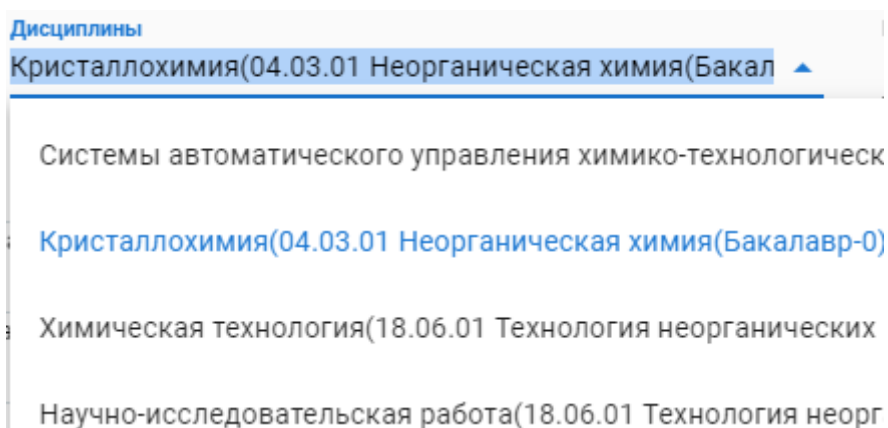 Дисциплины
Кристаллохимия(04.03.01 Неорганическая химия(Бакал
Системы автоматического управления химико-технологическ
Кристаллохимия(04.03.01 Неорганическая химия(Бакалавр-0)
Химическая технология(18.06.01 Технология неорганических
Научно-исследовательская работа(18.06.01 Технология неорг